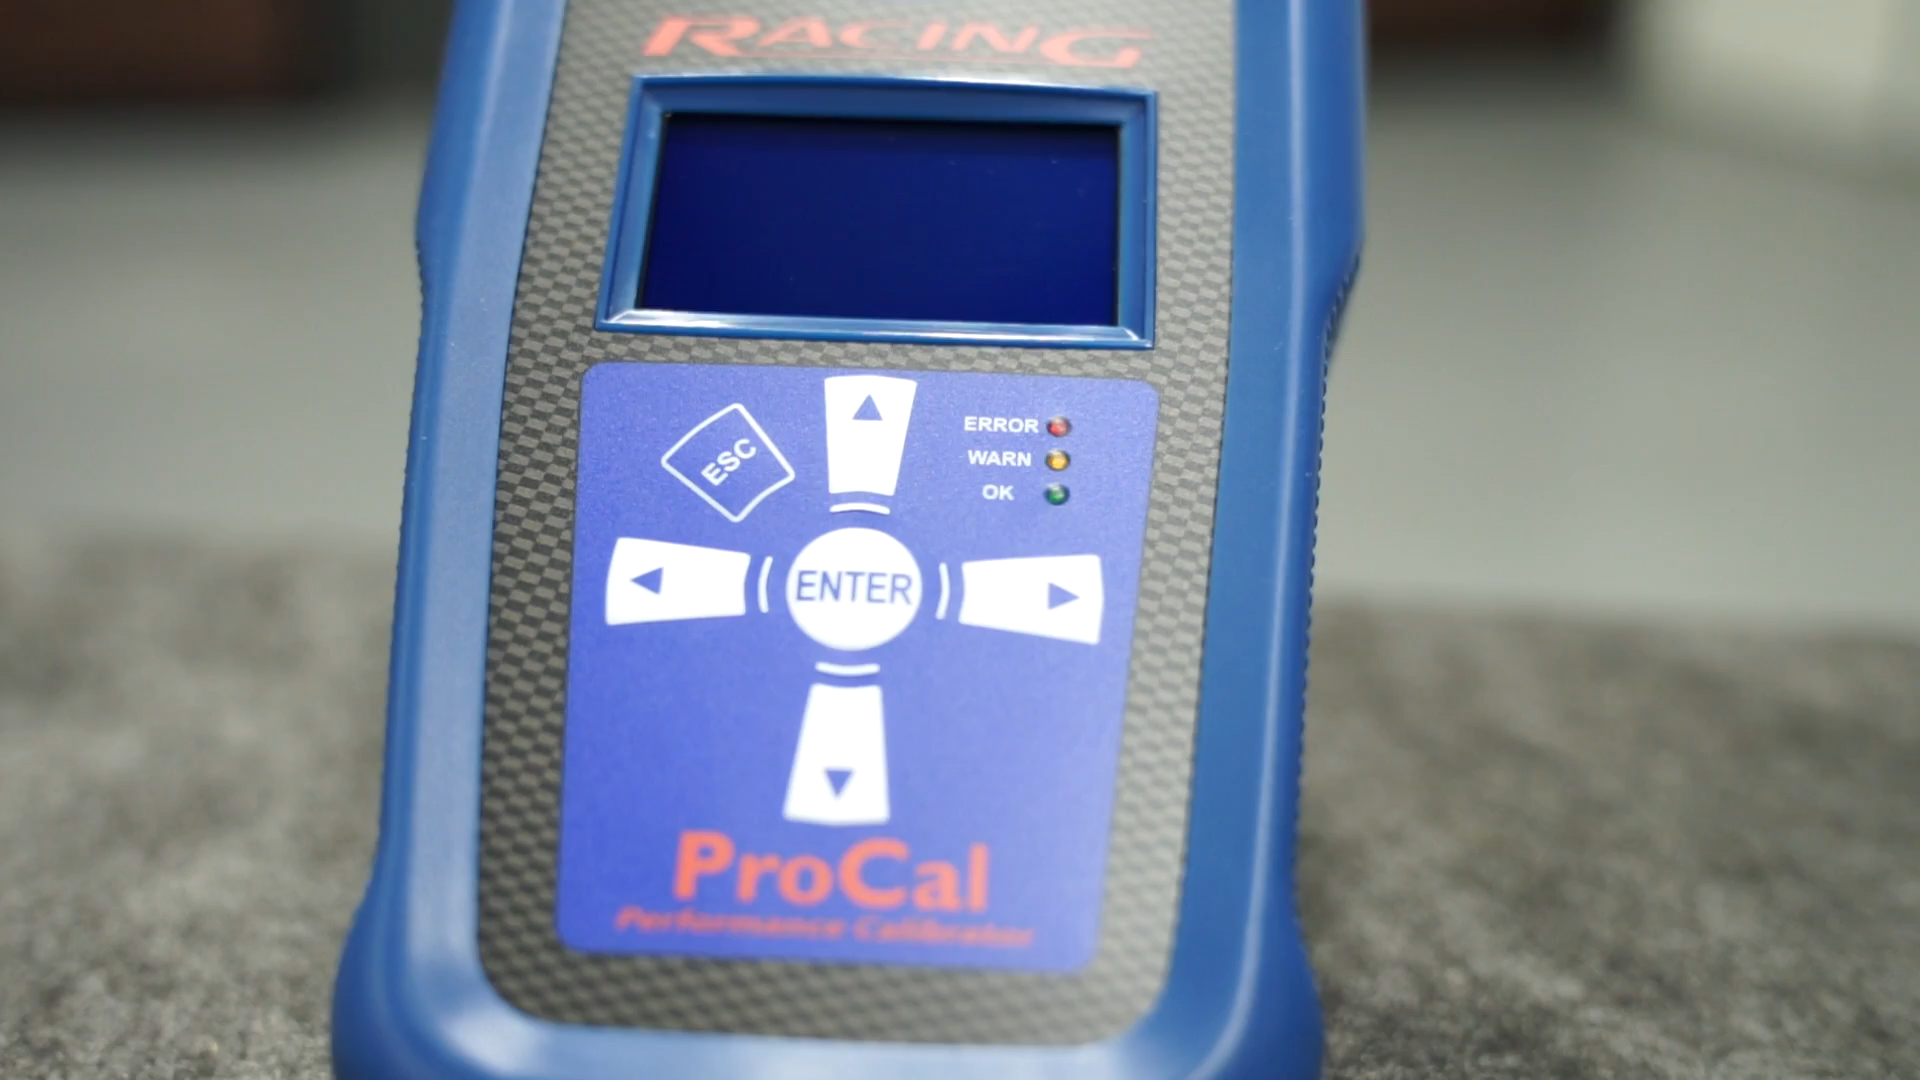 RACING
ESC
ERROR
WARN
OK
ENTER
ProCal
Performance Calibrator